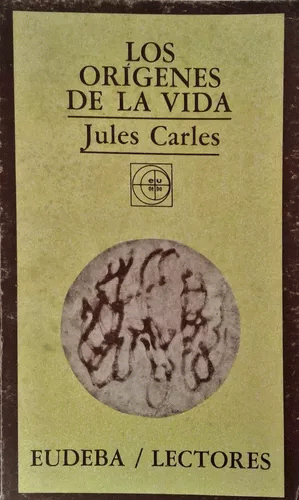 LOS
ORÍGENES
DE LA VIDA
Jules Carles
EUDEBA / LECTORES